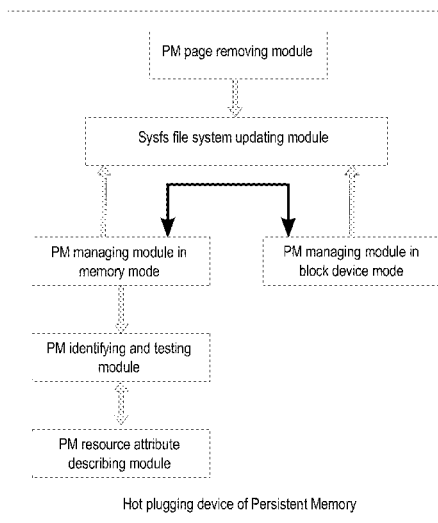 PM page removing module
Sysfs file system updating module
PM managing module in
memory mode
PM managing module in
block device mode
PM identifying and testing
module
PM resource attribute
describing module
Hot plugging device of Persistent Memory